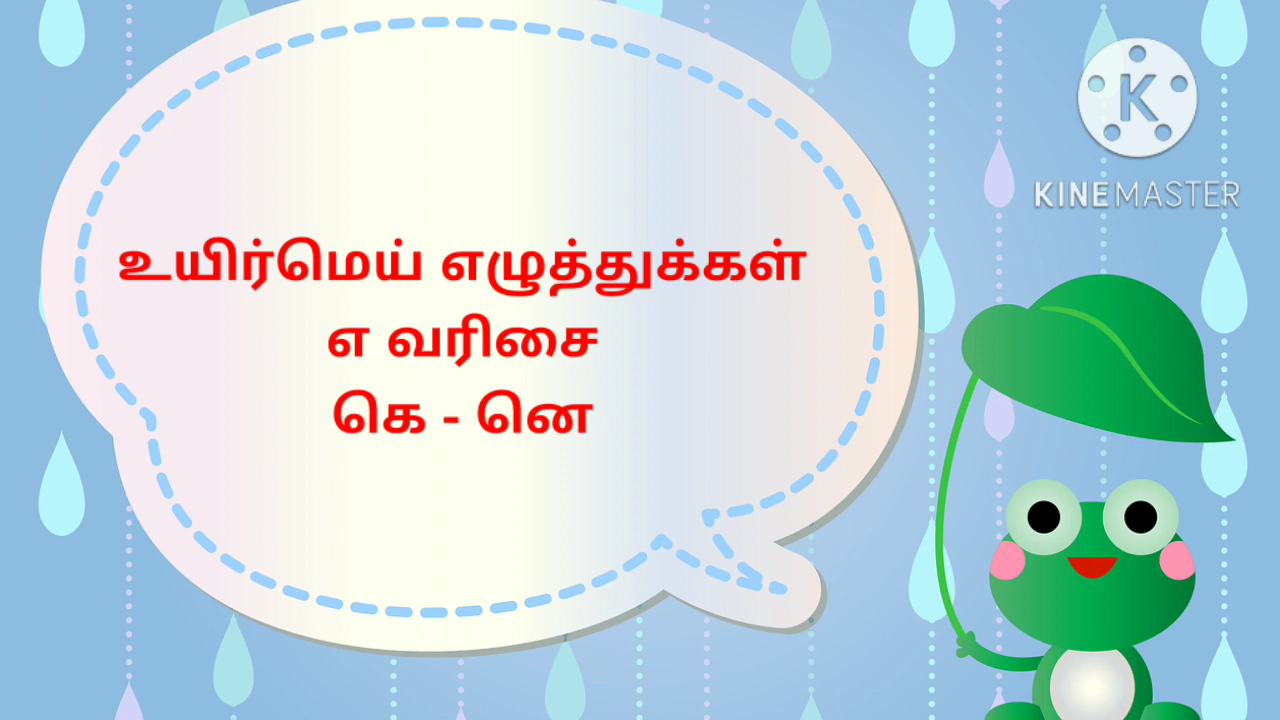 உயிர்மெய் எழுத்துக்கள்
எ வரிசை
கெ - னெ
K
KINEMASTER